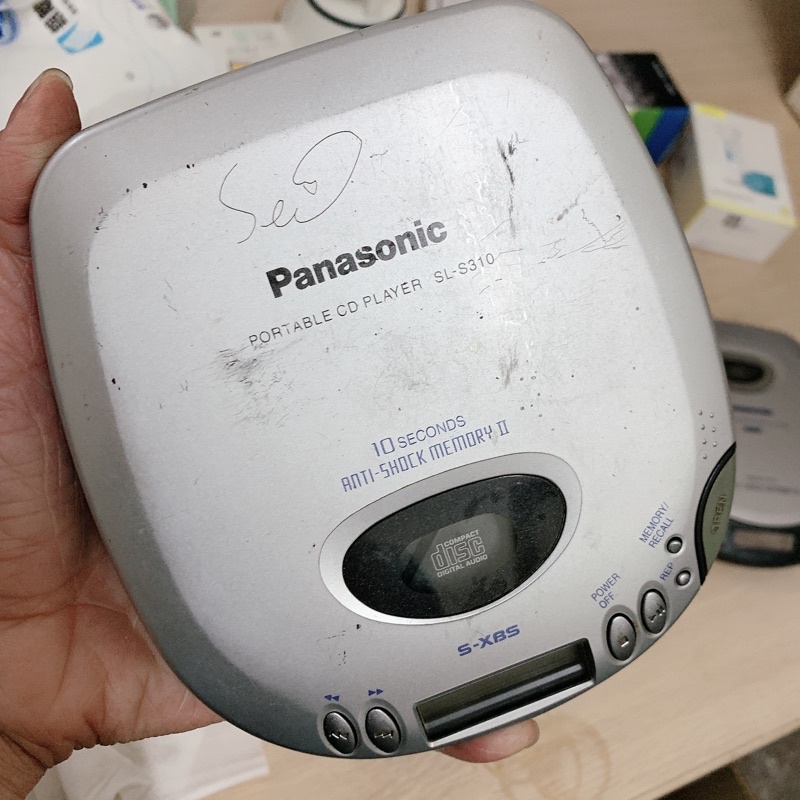 Panasonic
PORTABLE CD PLAYER SL-S310
10 SECONDS
ANTI-SHOCK MEMORY II
COMPACT
disc
DIGITAL AUDIO
OPEN
MEMORY/
RECALL
REP
POWER
OFF
S-XBS